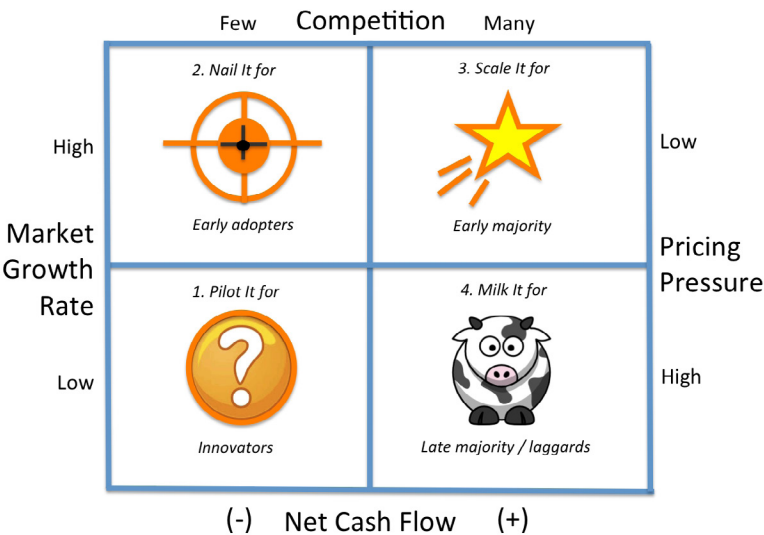 Few Competition Many
2. Nail It for
3. Scale It for
High
Low
Early adopters
Early majority
Market
Growth
Rate
Pricing
Pressure
1. Pilot It for
4. Milk It for
?
Low
High
Innovators
Late majority / laggards
(-) Net Cash Flow (+)